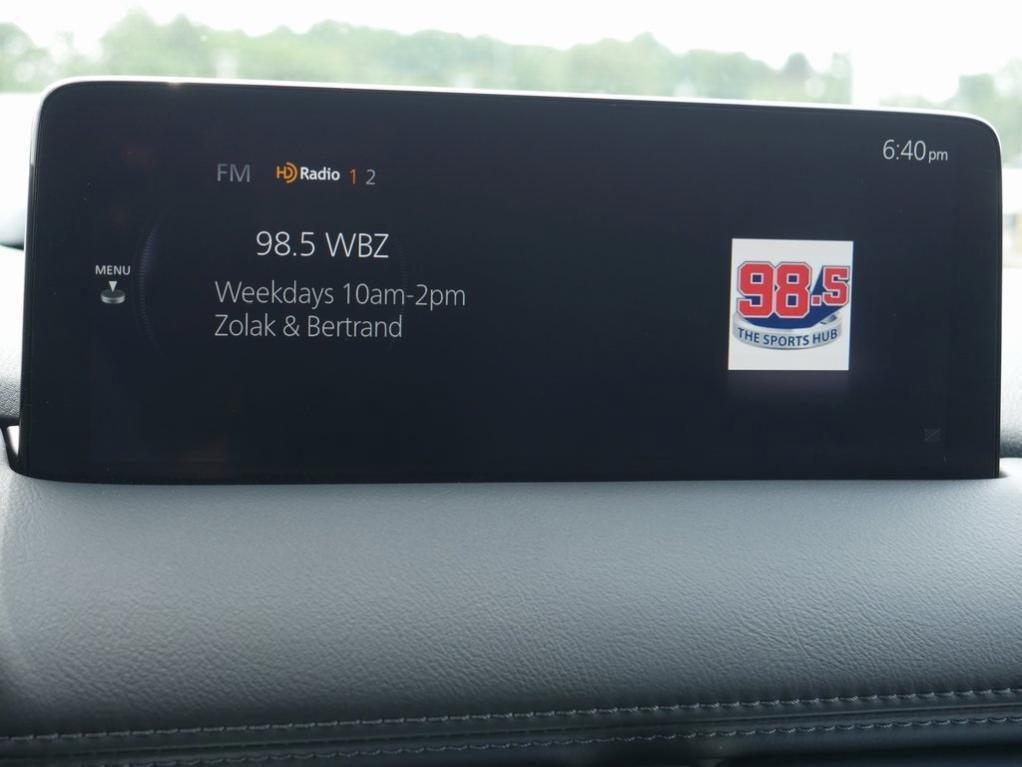 6:40pm
FM HD Radio 1 2
98.5 WBZ
MENU
Weekdays 10am-2pm
Zolak & Bertrand
98.5
THE SPORTS HUB